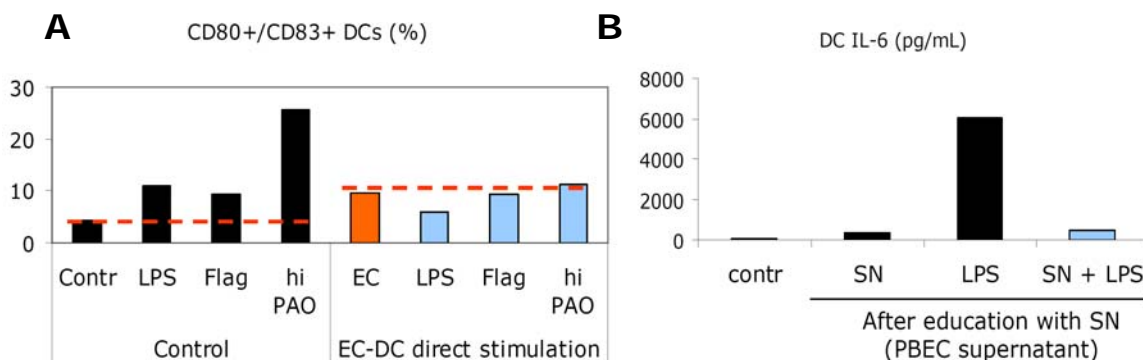 A
CD80+/CD83+ DCs (%)
30
20
10
0
Contr LPS Flag hi PAO EC LPS Flag hi PAO
Control EC-DC direct stimulation
B
DC IL-6 (pg/mL)
8000
6000
4000
2000
0
contr SN LPS SN + LPS
After education with SN
(PBEC supernatant)